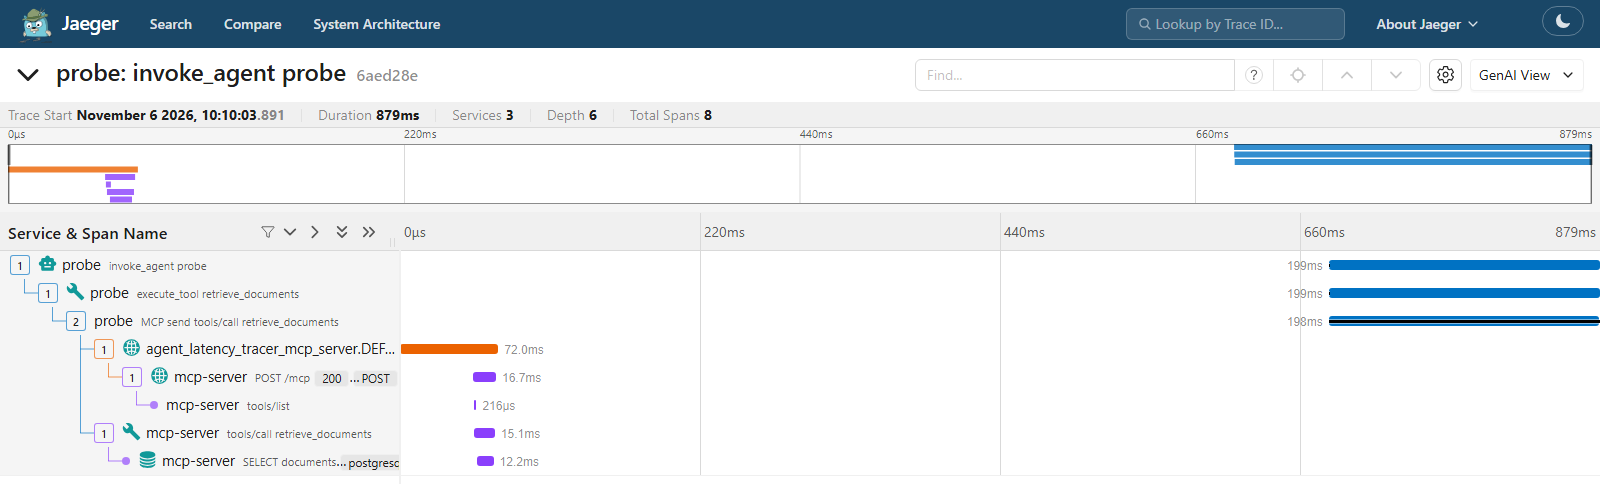 Jaeger Search Compare System Architecture Lookup by Trace ID... About Jaeger
probe: invoke_agent probe 6aed28e Find... ? GenAI View
Trace Start November 6 2026, 10:10:03.891 Duration 879ms Services 3 Depth 6 Total Spans 8
0μs 220ms 440ms 660ms 879ms
Service & Span Name 0μs 220ms 440ms 660ms 879ms
1 probe invoke_agent probe 199ms
1 probe execute_tool retrieve_documents 199ms
2 probe MCP send tools/call retrieve_documents 198ms
1 agent_latency_tracer_mcp_server.DEF... 72.0ms
1 mcp-server POST /mcp 200 ...POST 16.7ms
mcp-server tools/list 216μs
1 mcp-server tools/call retrieve_documents 15.1ms
mcp-server SELECT documents... postgresc 12.2ms